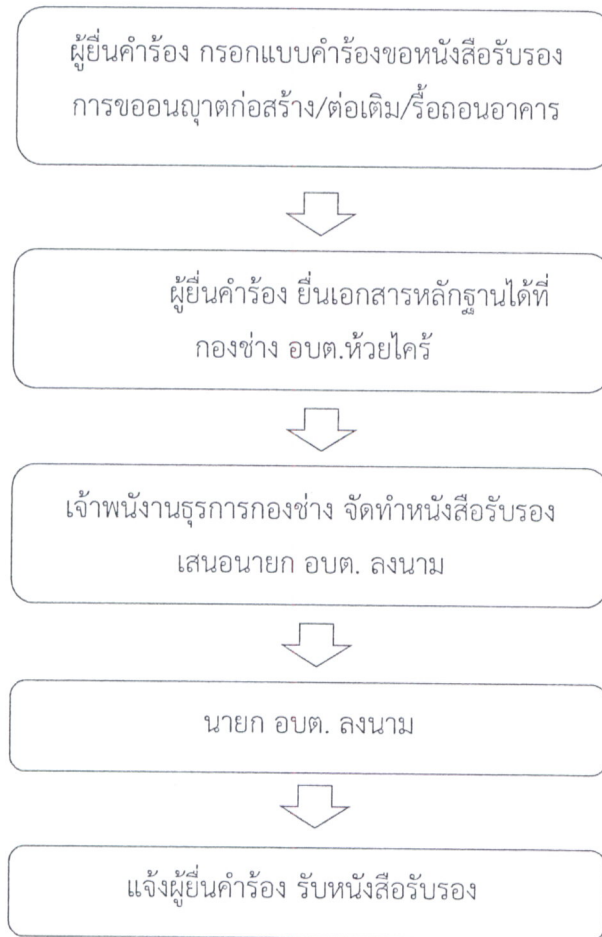 ผู้ยื่นคำร้อง กรอกแบบคำร้องขอหนังสือรับรอง
การขออนุญาตก่อสร้าง/ต่อเติม/รื้อถอนอาคาร
ผู้ยื่นคำร้อง ยื่นเอกสารหลักฐานได้ที่
กองช่าง อบต.ห้วยไคร้
เจ้าพนังานธุรการกองช่าง จัดทำหนังสือรับรอง
เสนอนายก อบต. ลงนาม
นายก อบต. ลงนาม
แจ้งผู้ยื่นคำร้อง รับหนังสือรับรอง